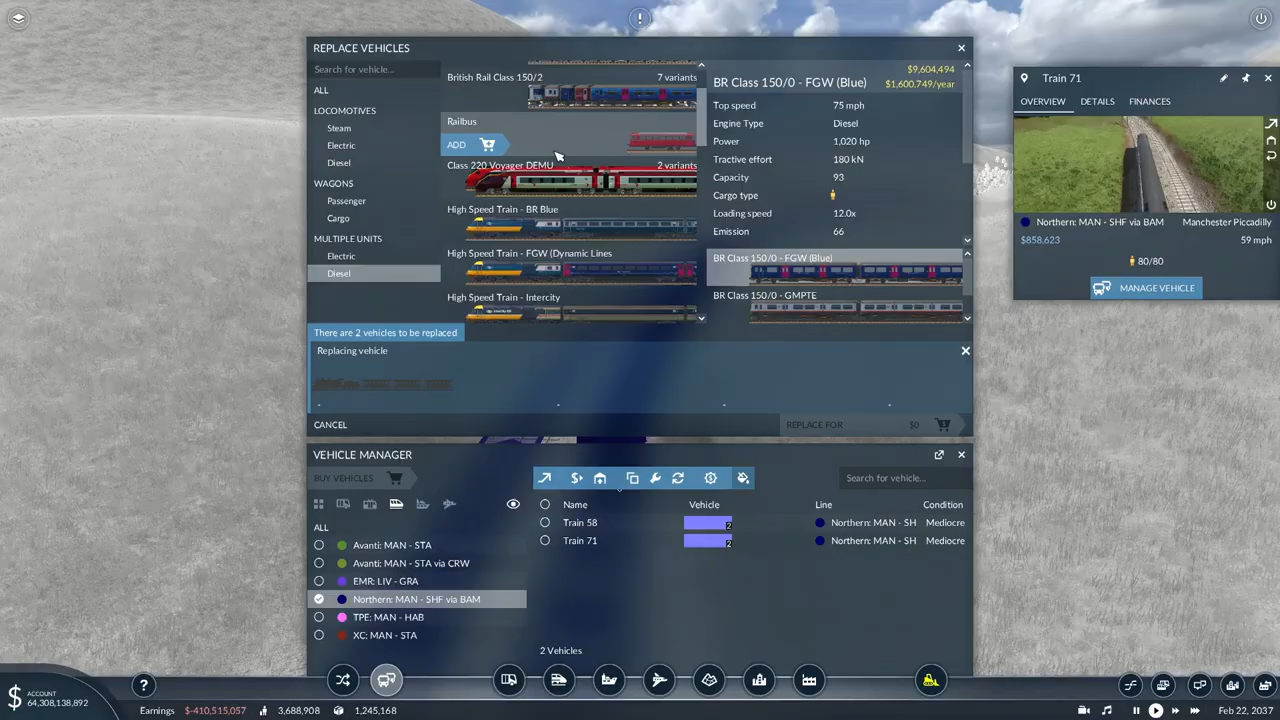 REPLACE VEHICLES
Search for vehicle...
ALL
LOCOMOTIVES
Steam
Electric
Diesel
WAGONS
Passenger
Cargo
MULTIPLE UNITS
Electric
Diesel
British Rail Class 150/2 7 variants
Railbus
ADD
Class 220 Voyager DEMU 2 variants
High Speed Train - BR Blue
High Speed Train - FGW (Dynamic Lines
High Speed Train - Intercity
BR Class 150/0 - FGW (Blue) $9,604,494
$1,600.749/year
Top speed 75 mph
Engine Type Diesel
Power 1,020 hp
Tractive effort 180 kN
Capacity 93
Cargo type
Loading speed 12.0x
Emission 66
BR Class 150/0 - FGW (Blue)
BR Class 150/0 - GMPTE
There are 2 vehicles to be replaced
Replacing vehicle
- - - -
CANCEL
REPLACE FOR $0
Train 71
OVERVIEW DETAILS FINANCES
Northern: MAN - SHF via BAM Manchester Piccadilly
$858,623 59 mph
80/80
MANAGE VEHICLE
VEHICLE MANAGER
BUY VEHICLES
Search for vehicle...
ALL
Avanti: MAN - STA
Avanti: MAN - STA via CRW
EMR: LIV - GRA
Northern: MAN - SHF via BAM
TPE: MAN - HAB
XC: MAN - STA
Name Vehicle Line Condition
Train 58 2 Northern: MAN - SH Mediocre
Train 71 2 Northern: MAN - SH Mediocre
2 Vehicles
$ ACCOUNT
64,308,138,892
?
Earnings $-410,515,057 3,688,908 1,245,168
Feb 22, 2037